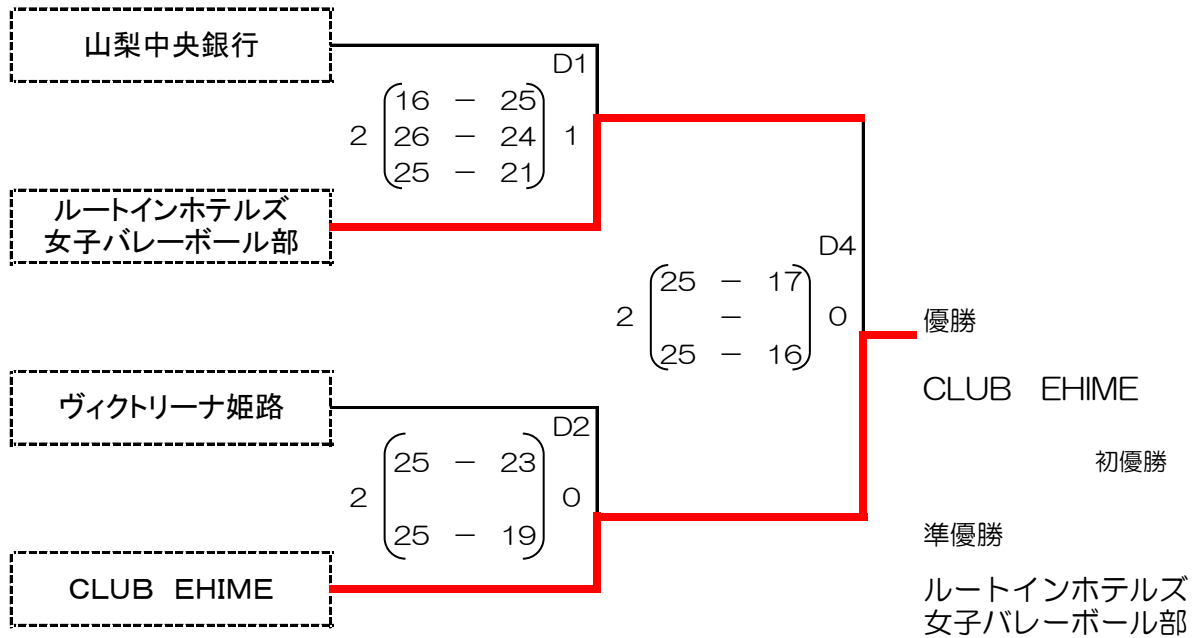 山梨中央銀行
D1
16 － 25
2 26 － 24 1
25 － 21
ルートインホテルズ
女子バレーボール部
D4
25 － 17
2 － 0
25 － 16
優勝
CLUB EHIME
初優勝
ヴィクトリーナ姫路
D2
25 － 23
2 0
25 － 19
CLUB EHIME
準優勝
ルートインホテルズ
女子バレーボール部